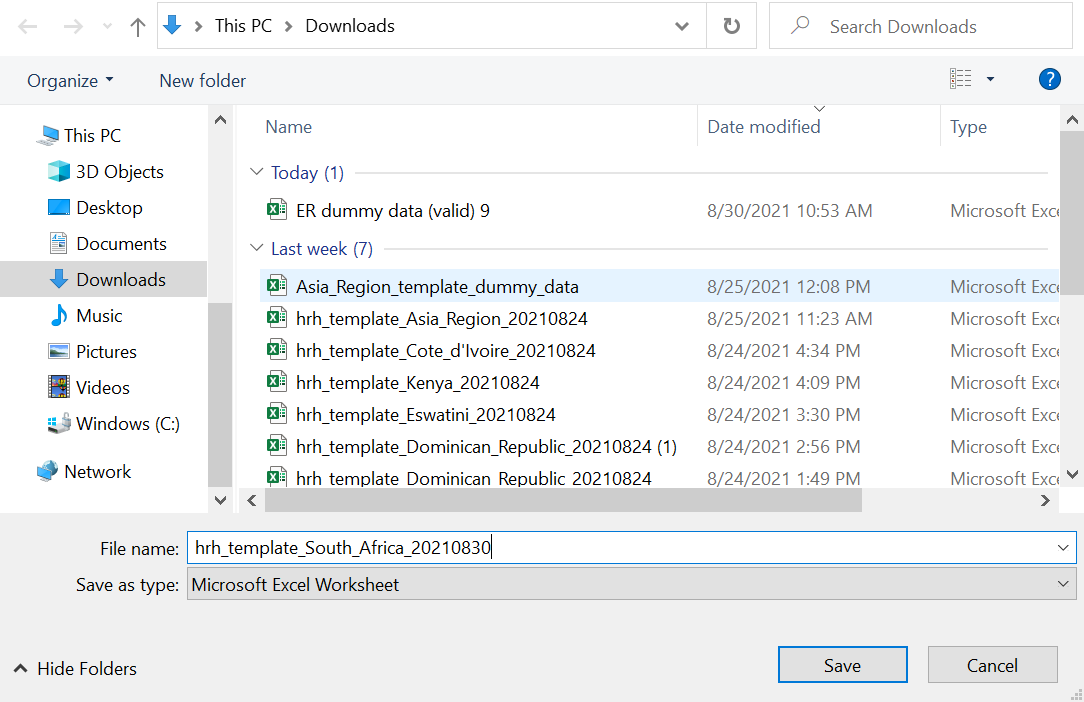 This PC > Downloads
Search Downloads
Organize
New folder
?
This PC
3D Objects
Desktop
Documents
Downloads
Music
Pictures
Videos
Windows (C:)
Network
Name Date modified Type
Today (1)
ER dummy data (valid) 9 8/30/2021 10:53 AM Microsoft Exce
Last week (7)
Asia_Region_template_dummy_data 8/25/2021 12:08 PM Microsoft Exce
hrh_template_Asia_Region_20210824 8/25/2021 11:23 AM Microsoft Exce
hrh_template_Cote_d'Ivoire_20210824 8/24/2021 4:34 PM Microsoft Exce
hrh_template_Kenya_20210824 8/24/2021 4:09 PM Microsoft Exce
hrh_template_Eswatini_20210824 8/24/2021 3:30 PM Microsoft Exce
hrh_template_Dominican_Republic_20210824 (1) 8/24/2021 2:56 PM Microsoft Exce
hrh_template_Dominican_Republic_20210824 8/24/2021 1:49 PM Microsoft Exce
File name: hrh_template_South_Africa_20210830
Save as type: Microsoft Excel Worksheet
Hide Folders
Save
Cancel